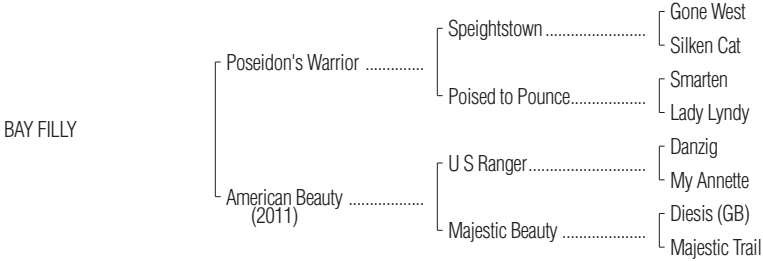 Gone West
Speightstown ........................
Silken Cat
Poseidon's Warrior ..............
Smarten
Poised to Pounce..................
Lady Lyndy
BAY FILLY
Danzig
U S Ranger............................
My Annette
American Beauty ..................
(2011)
Diesis (GB)
Majestic Beauty ....................
Majestic Trail